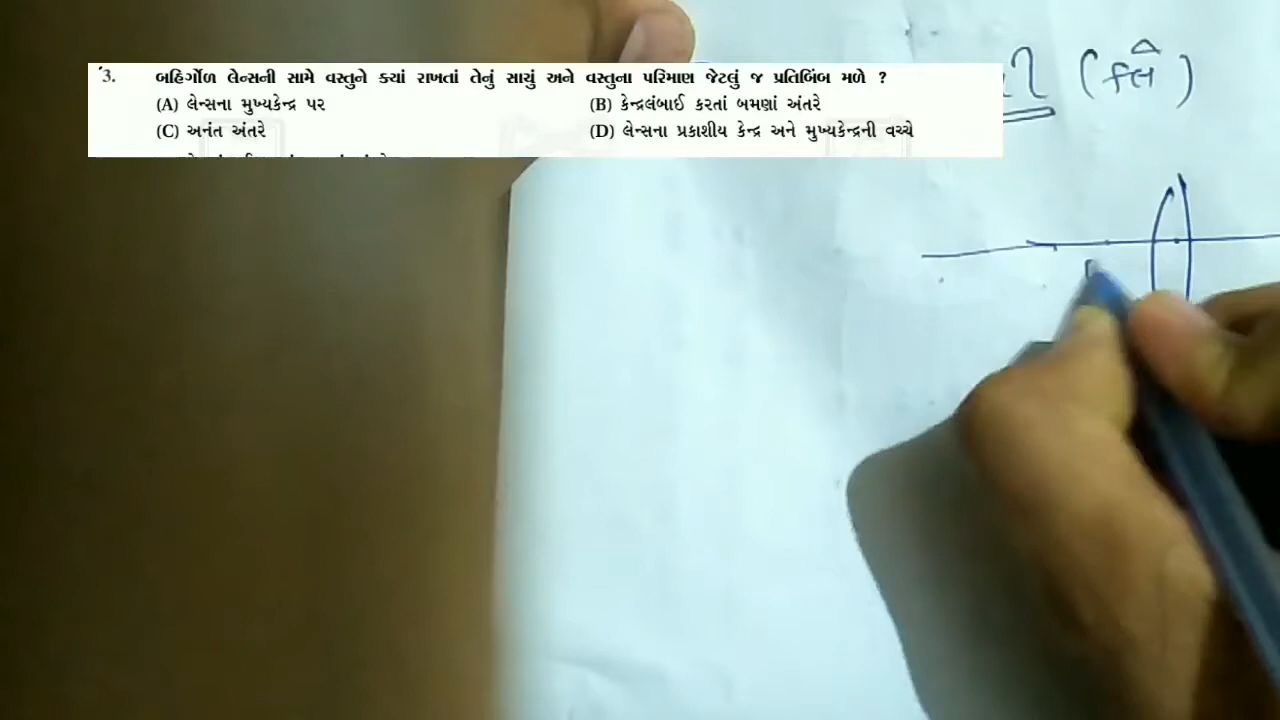 3. બહિર્ગોળ લેન્સની સામે વસ્તુને ક્યાં રાખતાં તેનું સાચું અને વસ્તુના પરિમાણ જેટલું જ પ્રતિબિંબ મળે ?
(A) લેન્સના મુખ્યકેન્દ્ર પર (B) કેન્દ્રલંબાઈ કરતાં બમણાં અંતરે
(C) અનંત અંતરે (D) લેન્સના પ્રકાશીય કેન્દ્ર અને મુખ્યકેન્દ્રની વચ્ચે